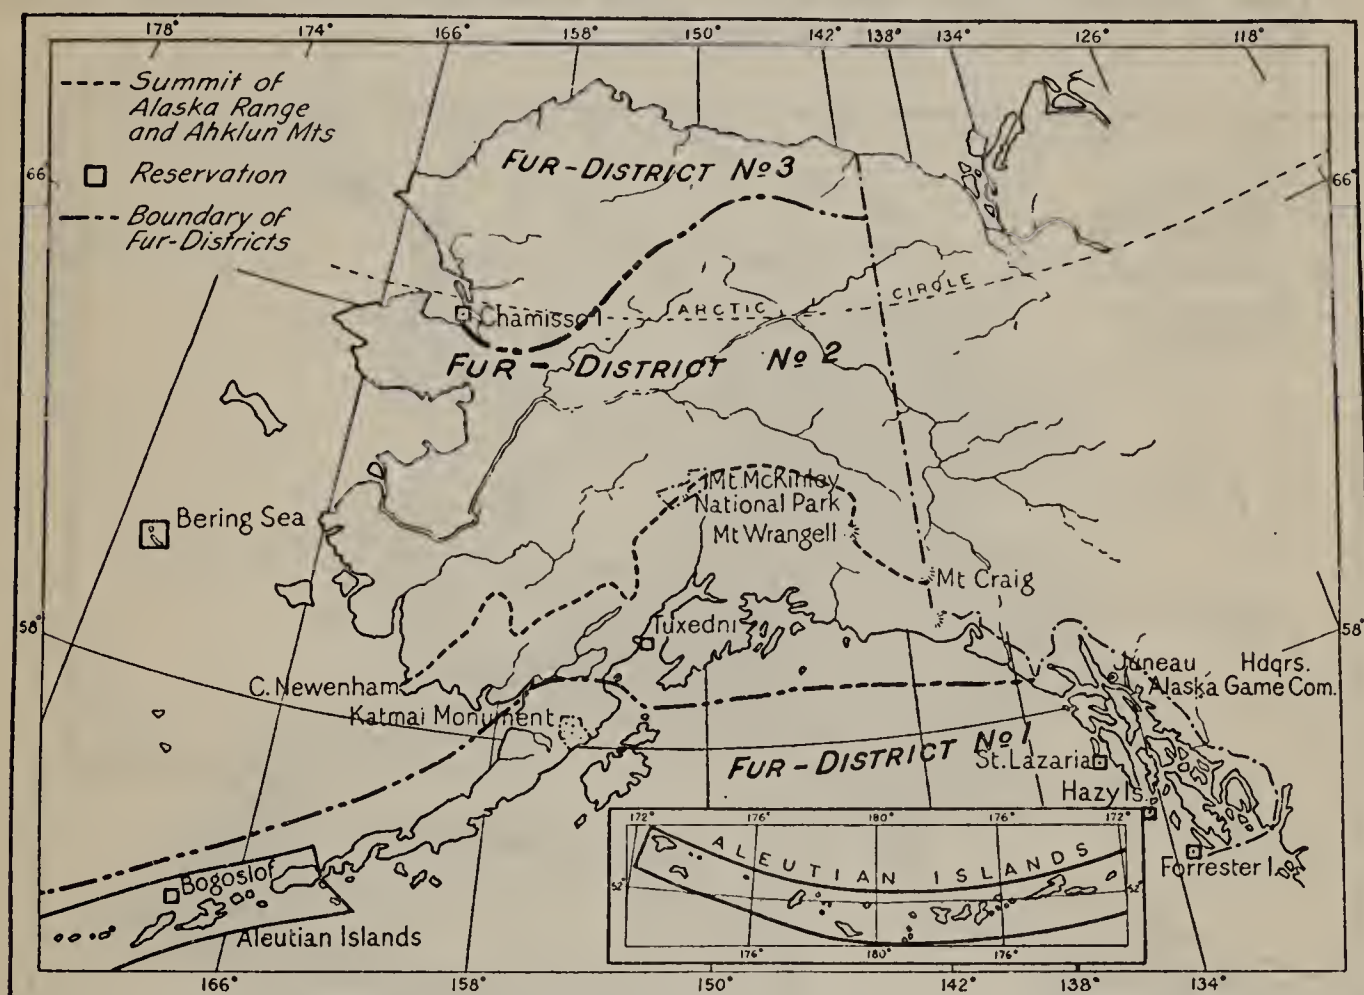 178° 174° 166° 158° 150° 142° 138° 134° 126° 118°
Summit of
Alaska Range
and Ahklun Mts
Reservation
Boundary of
Fur-Districts
66° 66°
FUR-DISTRICT No 3
Chamisso I
ARCTIC CIRCLE
FUR-DISTRICT No 2
Mt. McKinley
National Park
Mt Wrangell
Bering Sea
Mt Craig
58° 58°
Tuxedni
Juneau Hdqrs.
Alaska Game Com.
C. Newenham
Katmai Monument
FUR-DISTRICT No 1
St. Lazaria
Hazy Is.
Forrester I.
Bogoslof
Aleutian Islands
172° 176° 180° 176° 172°
ALEUTIAN ISLANDS
52° 52°
176° 180° 176°
166° 158° 150° 142° 138° 134°